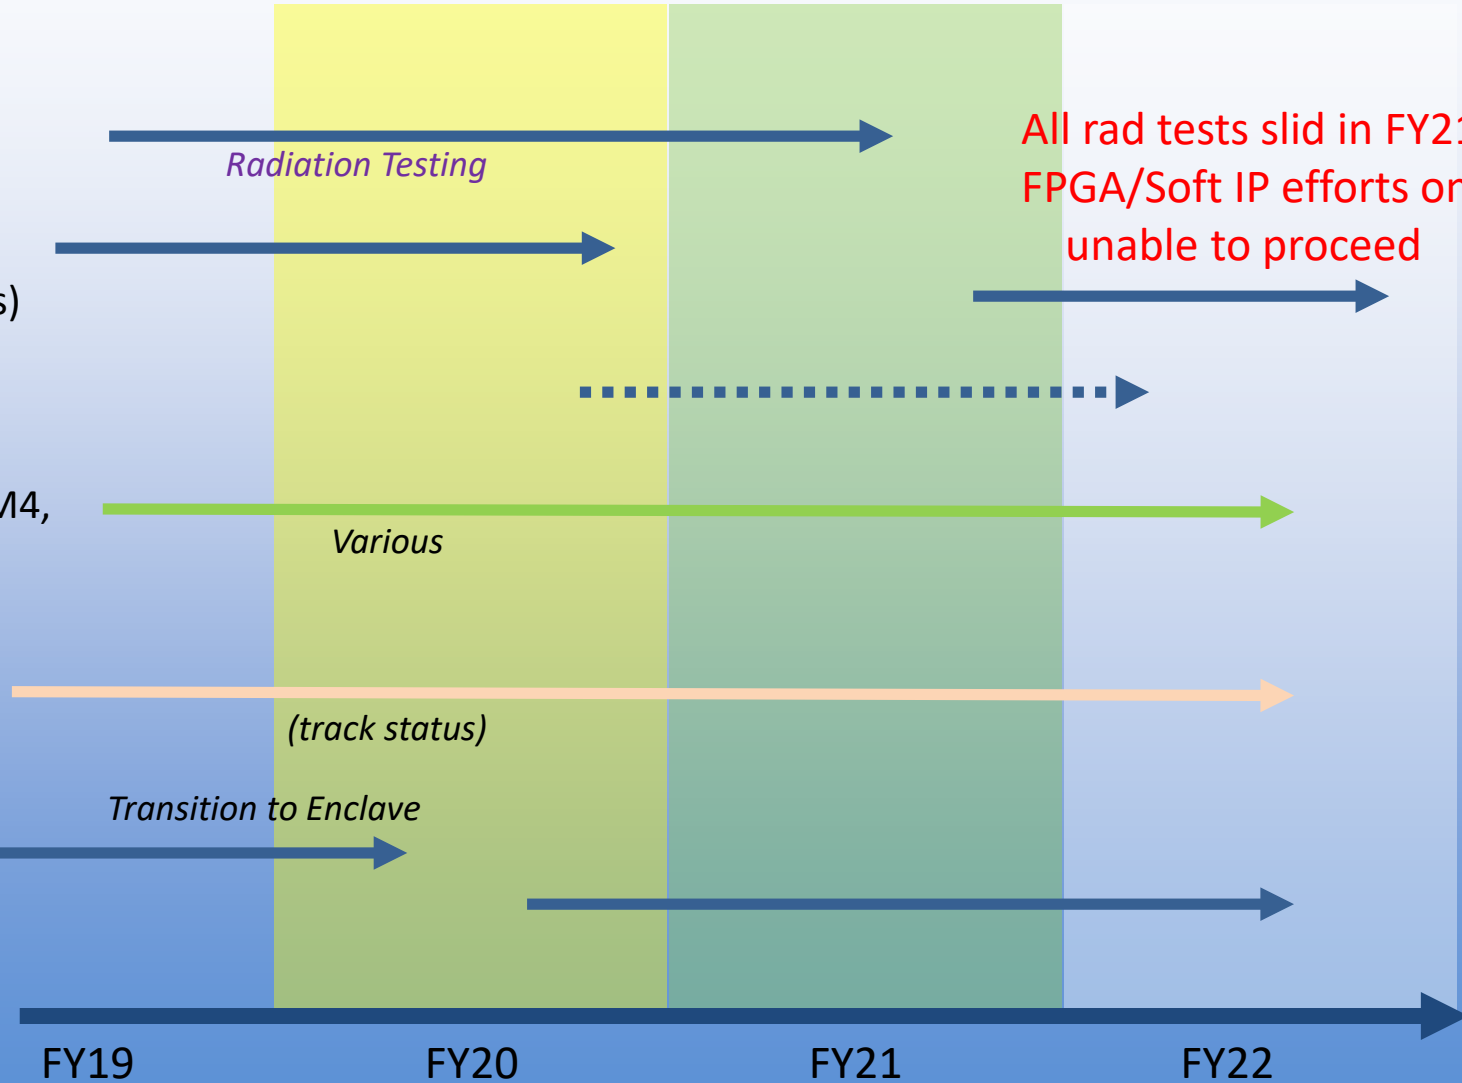 All rad tests slid in FY21
Radiation Testing
FPGA/Soft IP efforts on
unable to proceed
s)
M4,
Various
(track status)
Transition to Enclave
FY19 FY20 FY21 FY22